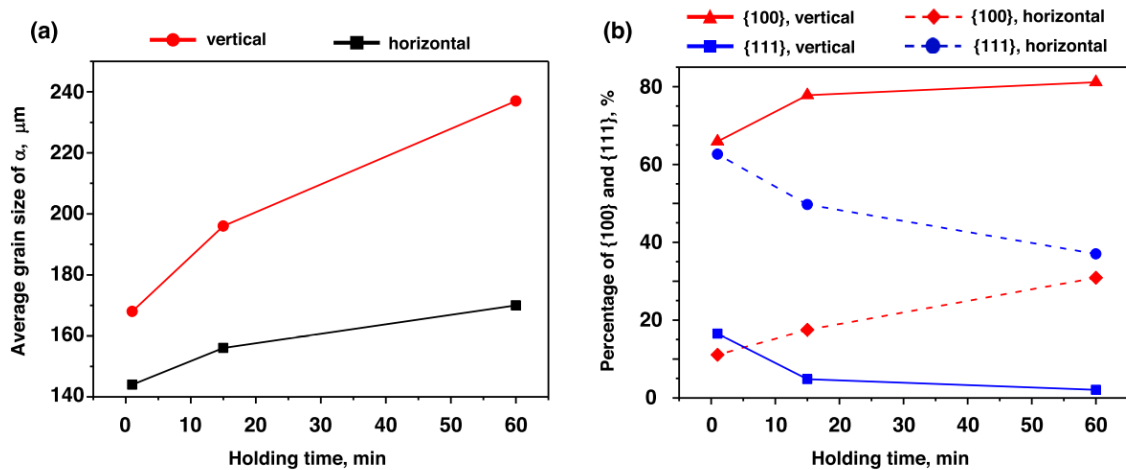 (a)
vertical
horizontal
Average grain size of α, μm
240
220
200
180
160
140
0 10 20 30 40 50 60
Holding time, min
(b)
{100}, vertical
{100}, horizontal
{111}, vertical
{111}, horizontal
Percentage of {100} and {111}, %
80
60
40
20
0
0 10 20 30 40 50 60
Holding time, min